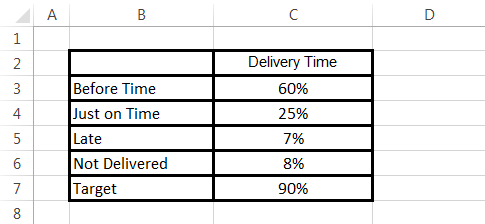 A B C D
1
2 Delivery Time
3 Before Time 60%
4 Just on Time 25%
5 Late 7%
6 Not Delivered 8%
7 Target 90%
8